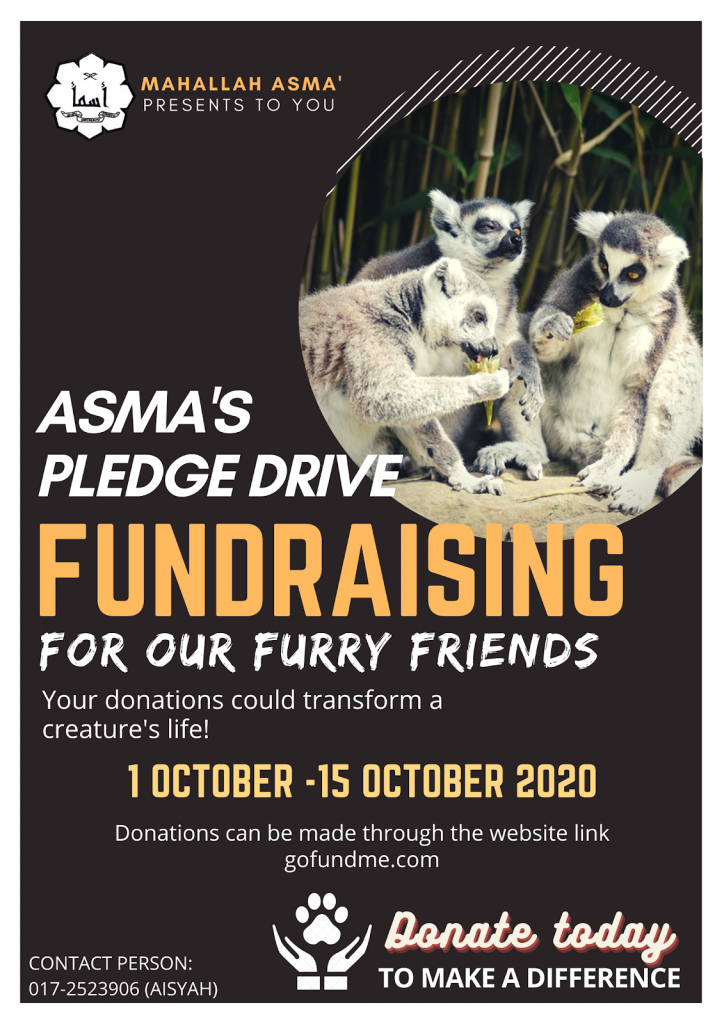 MAHALLAH ASMA'
PRESENTS TO YOU
ASMA'S
PLEDGE DRIVE
FUNDRAISING
FOR OUR FURRY FRIENDS
Your donations could transform a
creature's life!
1 OCTOBER -15 OCTOBER 2020
Donations can be made through the website link
gofundme.com
Donate today
TO MAKE A DIFFERENCE
CONTACT PERSON:
017-2523906 (AISYAH)